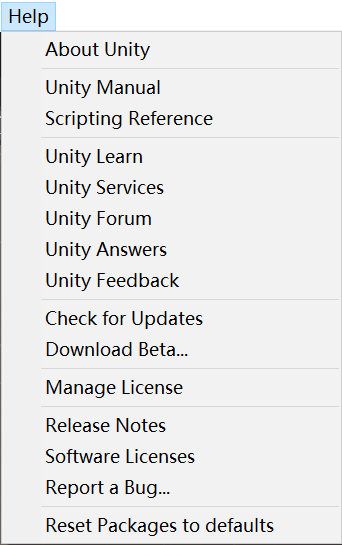 Help
About Unity
Unity Manual
Scripting Reference
Unity Learn
Unity Services
Unity Forum
Unity Answers
Unity Feedback
Check for Updates
Download Beta...
Manage License
Release Notes
Software Licenses
Report a Bug...
Reset Packages to defaults